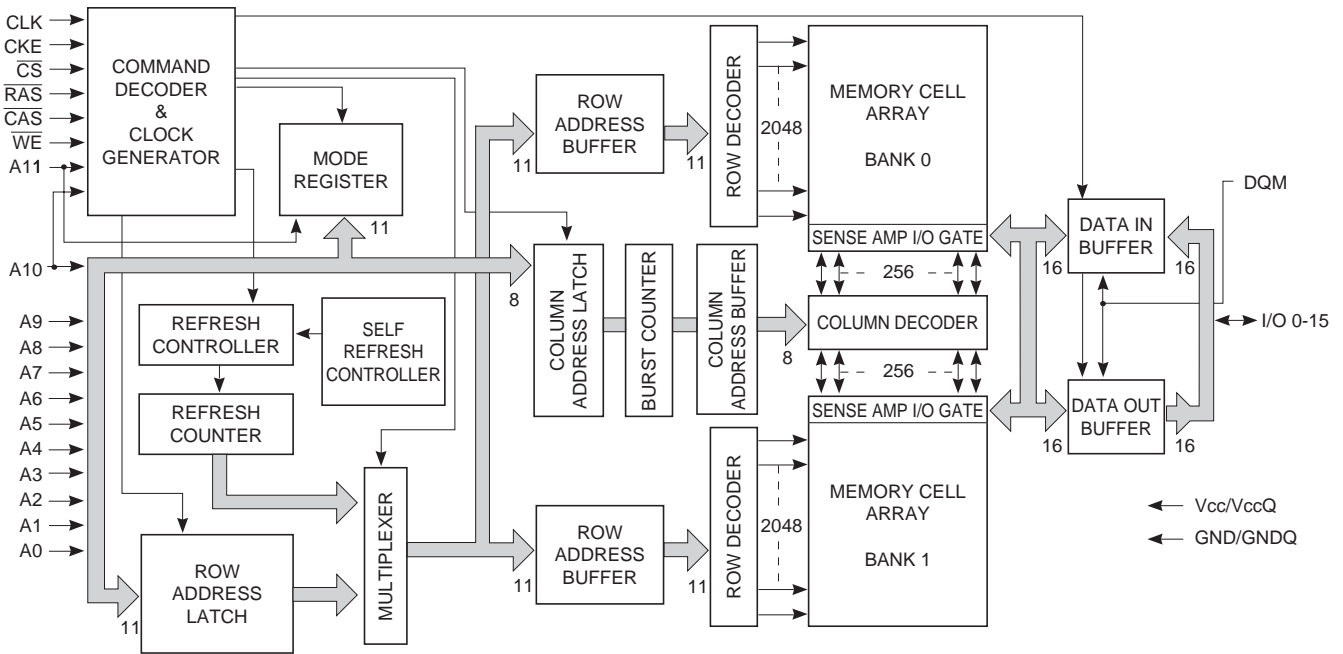 CLK
CKE
CS
RAS
CAS
WE
A11
A10
A9
A8
A7
A6
A5
A4
A3
A2
A1
A0
COMMAND
DECODER
&
CLOCK
GENERATOR
MODE
REGISTER
11
REFRESH
CONTROLLER
SELF
REFRESH
CONTROLLER
REFRESH
COUNTER
ROW
ADDRESS
LATCH
11
MULTIPLEXER
ROW
ADDRESS
BUFFER
11
11
ROW DECODER
2048
MEMORY CELL
ARRAY
BANK 0
SENSE AMP I/O GATE
256
8
COLUMN
ADDRESS LATCH
BURST COUNTER
COLUMN
ADDRESS BUFFER
8
COLUMN DECODER
256
SENSE AMP I/O GATE
MEMORY CELL
ARRAY
BANK 1
ROW
ADDRESS
BUFFER
11
11
ROW DECODER
2048
DQM
DATA IN
BUFFER
16
16
I/O 0-15
DATA OUT
BUFFER
16
16
Vcc/VccQ
GND/GNDQ